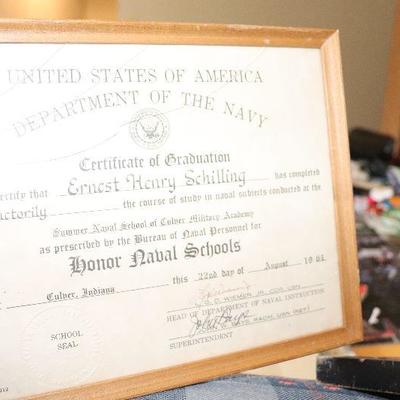 UNITED STATES OF AMERICA
DEPARTMENT OF THE NAVY
Certificate of Graduation
certify that Ernest Henry Schilling has completed
actorily the course of study in naval subjects conducted at the
Summer Naval School of Culver Military Academy
as prescribed by the Bureau of Naval Personnel for
Honor Naval Schools
Culver, Indiana this 22nd day of August 19 64
HEAD OF DEPARTMENT OF NAVAL INSTRUCTION
SCHOOL
SEAL
SUPERINTENDENT